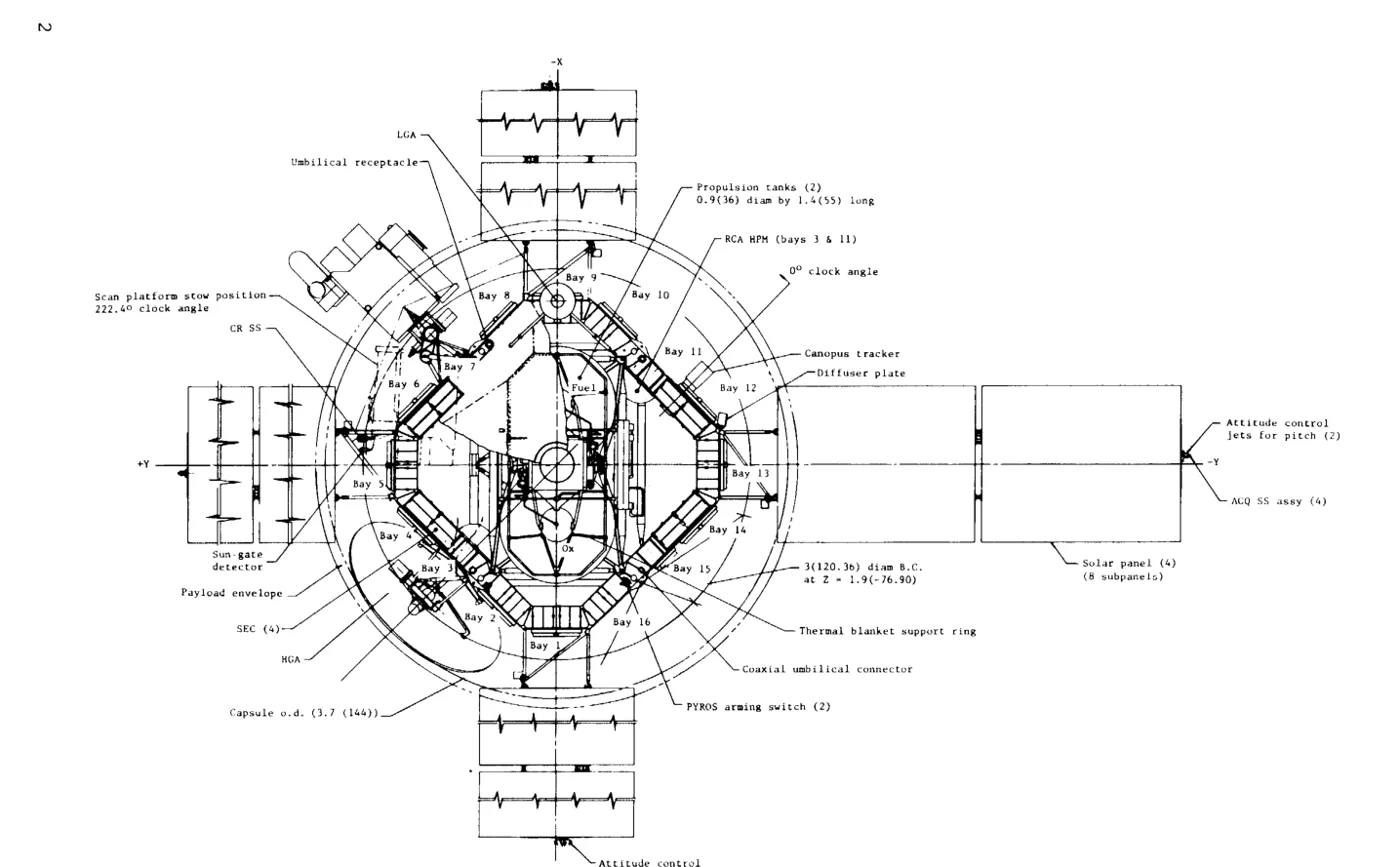 2
-X
LGA
Umbilical receptacle
Propulsion tanks (2)
0.9(36) diam by 1.4(55) long
RCA HPM (bays 3 & 11)
0° clock angle
Scan platform stow position
222.4° clock angle
CR SS
Bay 9
Bay 8
Bay 10
Bay 11
Canopus tracker
Diffuser plate
Bay 7
Bay 6
Fuel
Bay 12
Attitude control
jets for pitch (2)
+Y
-Y
Bay 5
Bay 13
ACQ SS assy (4)
Bay 4
Bay 14
Ox
Sun-gate
detector
Bay 3
Bay 15
3(120.36) diam B.C.
at Z = 1.9(-76.90)
Solar panel (4)
(8 subpanels)
Payload envelope
Bay 2
Bay 16
SEC (4)
Thermal blanket support ring
Bay 1
HGA
Coaxial umbilical connector
Capsule o.d. (3.7 (144))
PYROS arming switch (2)
Attitude control